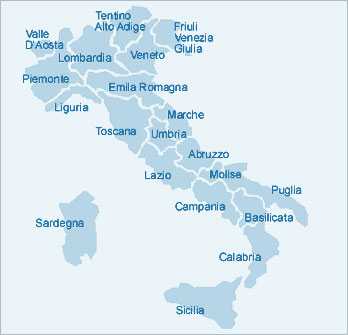 Tentino
Alto Adige
Friuli
Venezia
Giulia
Valle
D'Aosta
Lombardia
Veneto
Piemonte
Emila Romagna
Liguria
Marche
Toscana
Umbria
Abruzzo
Lazio
Molise
Puglia
Campania
Basilicata
Sardegna
Calabria
Sicilia